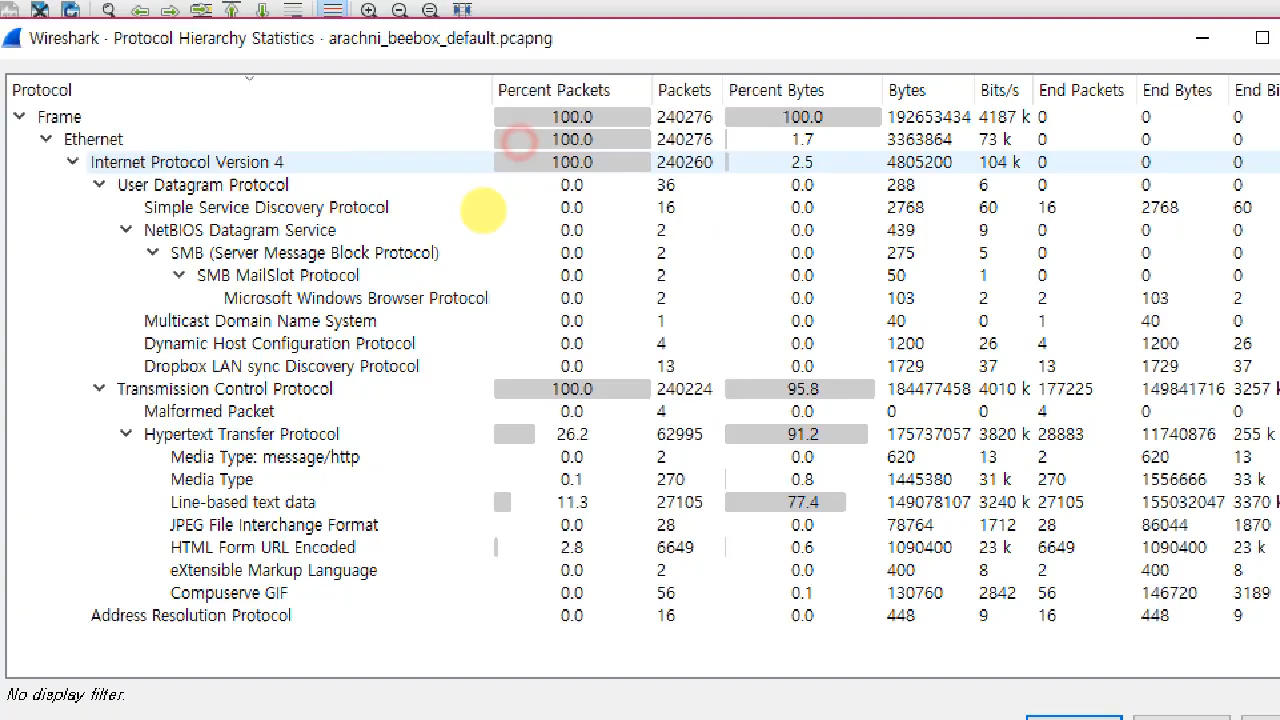 Wireshark · Protocol Hierarchy Statistics · arachni_beebox_default.pcapng
Protocol Percent Packets Packets Percent Bytes Bytes Bits/s End Packets End Bytes End Bi
Frame 100.0 240276 100.0 192653434 4187 k 0 0 0
Ethernet 100.0 240276 1.7 3363864 73 k 0 0 0
Internet Protocol Version 4 100.0 240260 2.5 4805200 104 k 0 0 0
User Datagram Protocol 0.0 36 0.0 288 6 0 0 0
Simple Service Discovery Protocol 0.0 16 0.0 2768 60 16 2768 60
NetBIOS Datagram Service 0.0 2 0.0 439 9 0 0 0
SMB (Server Message Block Protocol) 0.0 2 0.0 275 5 0 0 0
SMB MailSlot Protocol 0.0 2 0.0 50 1 0 0 0
Microsoft Windows Browser Protocol 0.0 2 0.0 103 2 2 103 2
Multicast Domain Name System 0.0 1 0.0 40 0 1 40 0
Dynamic Host Configuration Protocol 0.0 4 0.0 1200 26 4 1200 26
Dropbox LAN sync Discovery Protocol 0.0 13 0.0 1729 37 13 1729 37
Transmission Control Protocol 100.0 240224 95.8 184477458 4010 k 177225 149841716 3257 k
Malformed Packet 0.0 4 0.0 0 0 4 0 0
Hypertext Transfer Protocol 26.2 62995 91.2 175737057 3820 k 28883 11740876 255 k
Media Type: message/http 0.0 2 0.0 620 13 2 620 13
Media Type 0.1 270 0.8 1445380 31 k 270 1556666 33 k
Line-based text data 11.3 27105 77.4 149078107 3240 k 27105 155032047 3370 k
JPEG File Interchange Format 0.0 28 0.0 78764 1712 28 86044 1870
HTML Form URL Encoded 2.8 6649 0.6 1090400 23 k 6649 1090400 23 k
eXtensible Markup Language 0.0 2 0.0 400 8 2 400 8
Compuserve GIF 0.0 56 0.1 130760 2842 56 146720 3189
Address Resolution Protocol 0.0 16 0.0 448 9 16 448 9
No display filter.